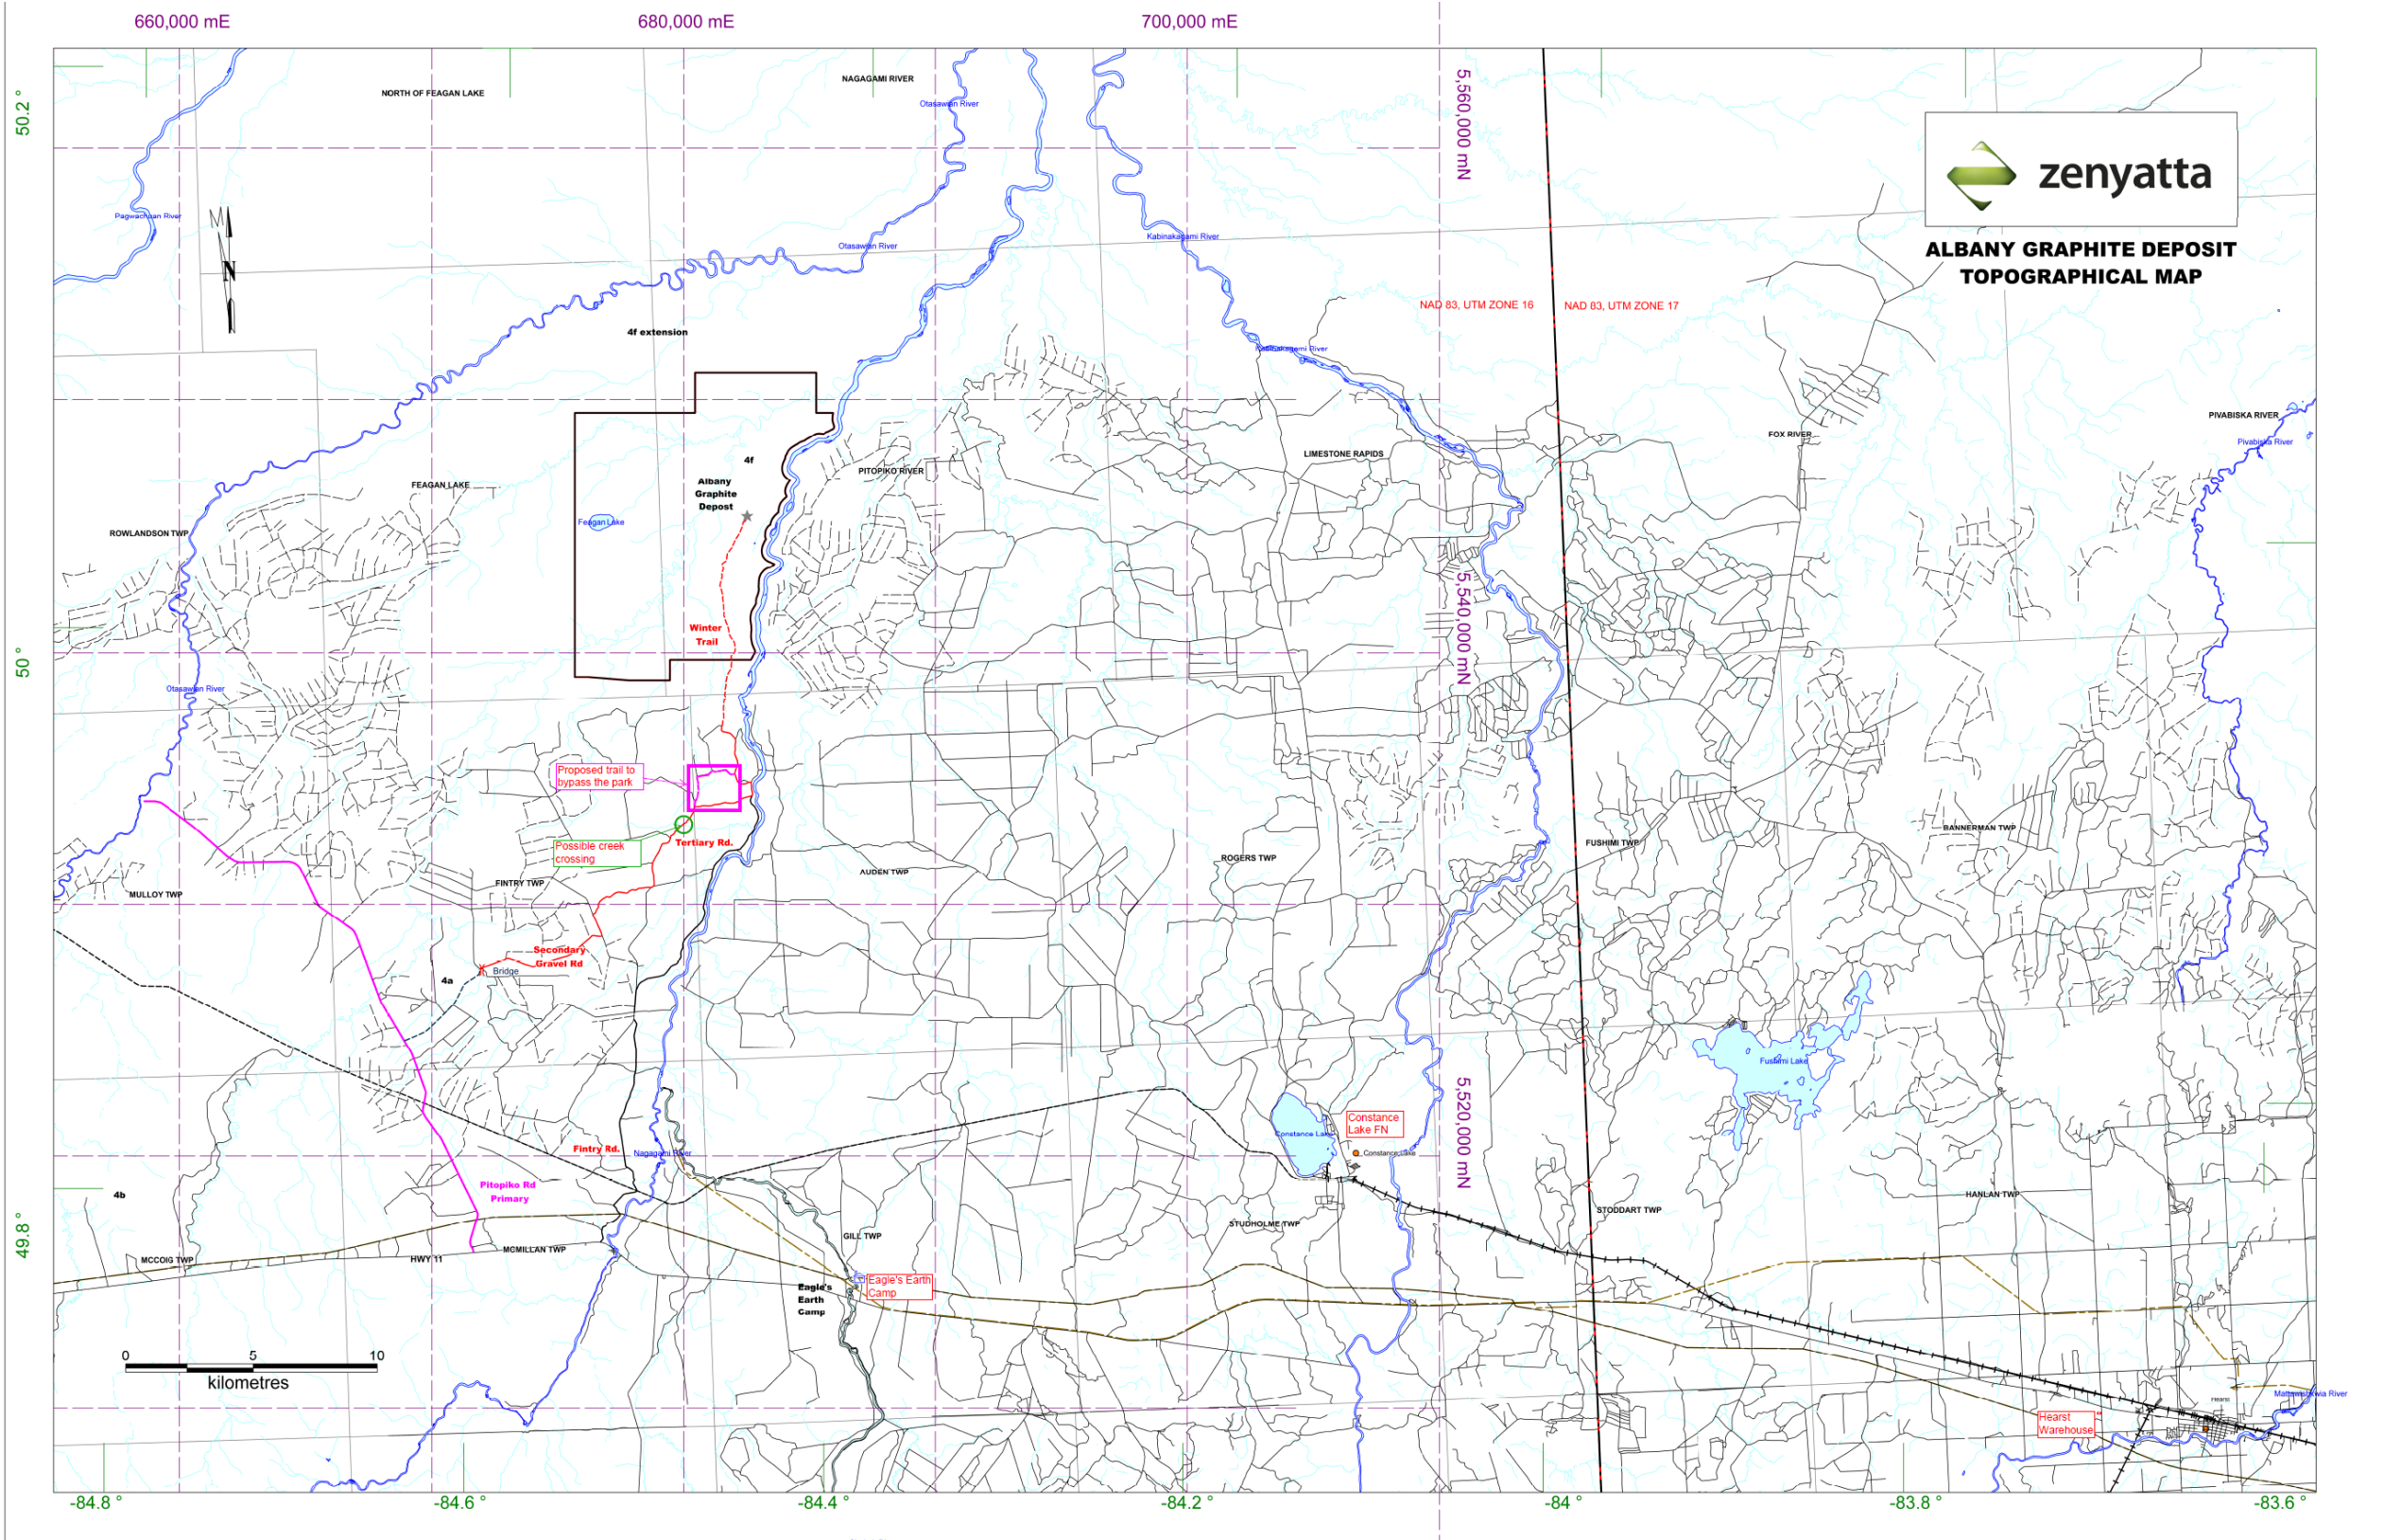 660,000 mE
680,000 mE
700,000 mE
50.2 °
NORTH OF FEAGAN LAKE
NAGAGAMI RIVER
Otasawian River
5,560,000 mN
zenyatta
ALBANY GRAPHITE DEPOSIT
TOPOGRAPHICAL MAP
Pagwachuan River
N
Otasawian River
Kabinakagami River
NAD 83, UTM ZONE 16
NAD 83, UTM ZONE 17
4f extension
Kabinakagami River
PIVABISKA RIVER
Pivabiska River
FOX RIVER
LIMESTONE RAPIDS
4f
PITOPIKO RIVER
Albany
Graphite
Depost
FEAGAN LAKE
Feagan Lake
ROWLANDSON TWP
50 °
Winter
Trail
5,540,000 mN
Otasawian River
Proposed trail to
bypass the park
Possible creek
crossing
Tertiary Rd.
ROGERS TWP
FUSHIMI TWP
BANNERMAN TWP
AUDEN TWP
FINTRY TWP
MULLOY TWP
Secondary
Gravel Rd
Bridge
4a
Fushimi Lake
5,520,000 mN
Constance
Lake FN
Constance Lake
Constance Lake
Fintry Rd.
Nagagami River
Pitopiko Rd
Primary
4b
49.8 °
HANLAN TWP
STODDART TWP
STUDHOLME TWP
GILL TWP
MCMILLAN TWP
HWY 11
MCCOIG TWP
Eagle's Earth
Camp
Eagle's
Earth
Camp
0 5 10
kilometres
Mattawishkwia River
Hearst
Hearst
Warehouse
-84.8 °
-84.6 °
-84.4 °
-84.2 °
-84 °
-83.8 °
-83.6 °